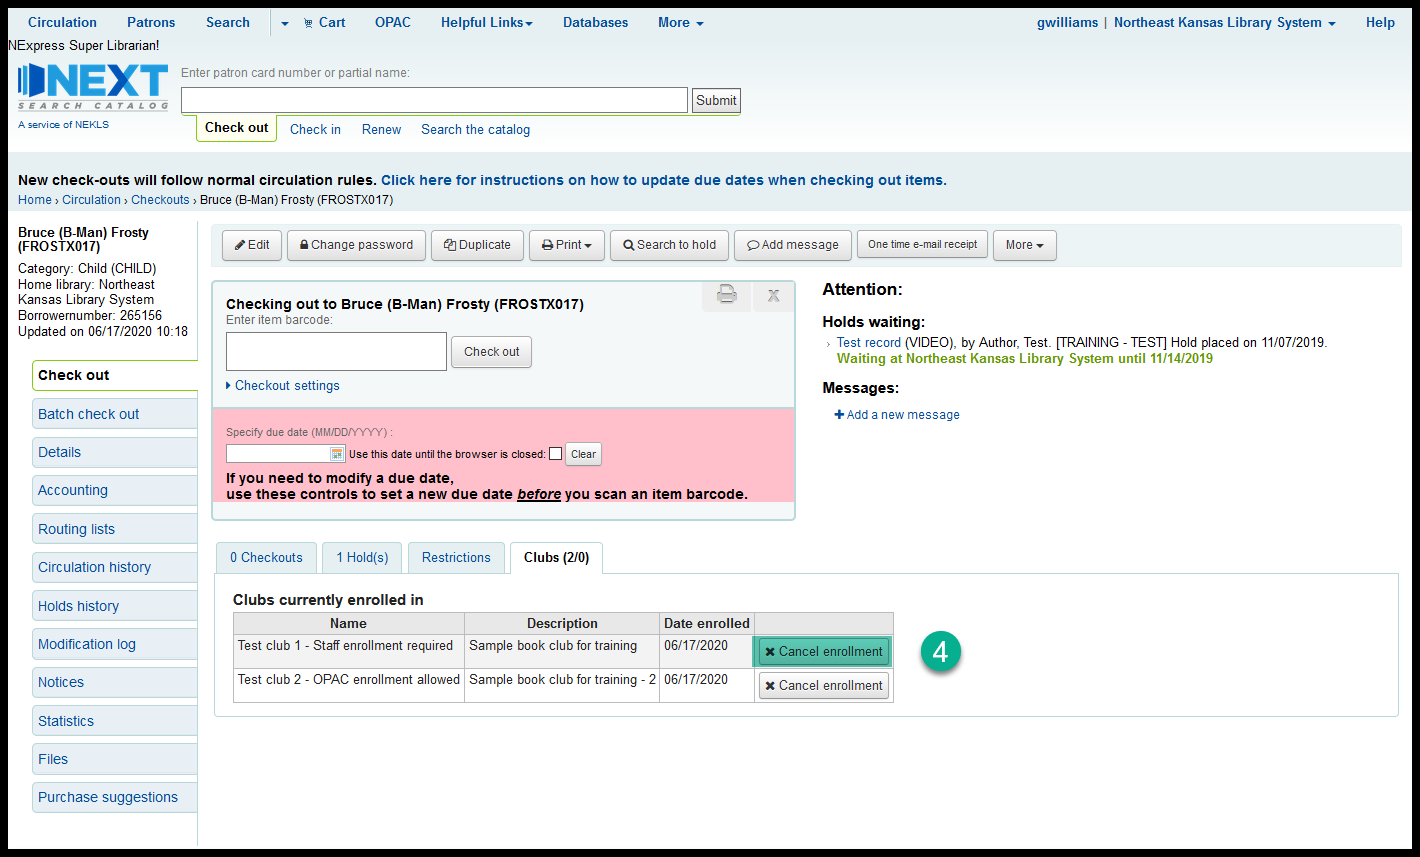 Circulation Patrons Search Cart OPAC Helpful Links Databases More gwilliams | Northeast Kansas Library System Help
NExpress Super Librarian!
NEXT
SEARCH CATALOG
A service of NEKLS
Enter patron card number or partial name:
Submit
Check out Check in Renew Search the catalog
New check-outs will follow normal circulation rules. Click here for instructions on how to update due dates when checking out items.
Home › Circulation › Checkouts › Bruce (B-Man) Frosty (FROSTX017)
Bruce (B-Man) Frosty
(FROSTX017)
Category: Child (CHILD)
Home library: Northeast
Kansas Library System
Borrowernumber: 265156
Updated on 06/17/2020 10:18
Check out
Batch check out
Details
Accounting
Routing lists
Circulation history
Holds history
Modification log
Notices
Statistics
Files
Purchase suggestions
Edit Change password Duplicate Print Search to hold Add message One time e-mail receipt More
Checking out to Bruce (B-Man) Frosty (FROSTX017)
X
Enter item barcode:
Check out
Checkout settings
Specify due date (MM/DD/YYYY) :
Use this date until the browser is closed: Clear
If you need to modify a due date,
use these controls to set a new due date before you scan an item barcode.
Attention:
Holds waiting:
› Test record (VIDEO), by Author, Test. [TRAINING - TEST] Hold placed on 11/07/2019.
Waiting at Northeast Kansas Library System until 11/14/2019
Messages:
Add a new message
0 Checkouts 1 Hold(s) Restrictions Clubs (2/0)
Clubs currently enrolled in
Name Description Date enrolled
Test club 1 - Staff enrollment required Sample book club for training 06/17/2020 Cancel enrollment 4
Test club 2 - OPAC enrollment allowed Sample book club for training - 2 06/17/2020 Cancel enrollment